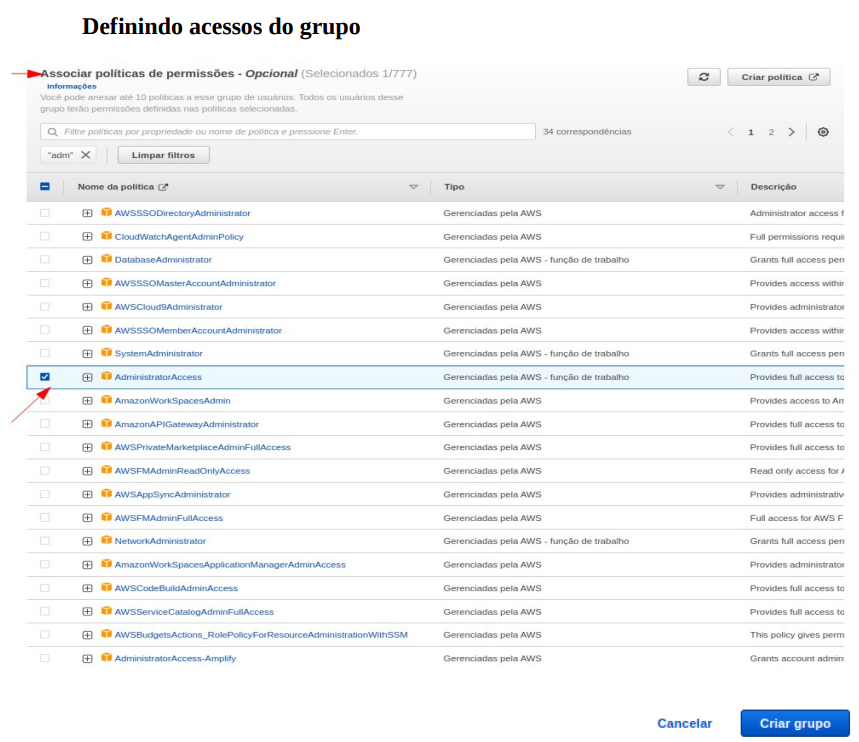 Definindo acessos do grupo
Associar políticas de permissões - Opcional (Selecionados 1/777)
Informações
Criar política
Você pode anexar até 10 políticas a esse grupo de usuários. Todos os usuários desse
grupo terão permissões definidas nas políticas selecionadas.
Filtre políticas por propriedade ou nome de política e pressione Enter.
34 correspondências
1 2
"adm"
Limpar filtros
Nome da política Tipo Descrição
AWSSSODirectoryAdministrator Gerenciadas pela AWS Administrator access f
CloudWatchAgentAdminPolicy Gerenciadas pela AWS Full permissions requi
DatabaseAdministrator Gerenciadas pela AWS - função de trabalho Grants full access per
AWSSSOMasterAccountAdministrator Gerenciadas pela AWS Provides access within
AWSCloud9Administrator Gerenciadas pela AWS Provides administrator
AWSSSOMemberAccountAdministrator Gerenciadas pela AWS Provides access within
SystemAdministrator Gerenciadas pela AWS - função de trabalho Grants full access per
AdministratorAccess Gerenciadas pela AWS - função de trabalho Provides full access to
AmazonWorkSpacesAdmin Gerenciadas pela AWS Provides access to Am
AmazonAPIGatewayAdministrator Gerenciadas pela AWS Provides full access to
AWSPrivateMarketplaceAdminFullAccess Gerenciadas pela AWS Provides full access to
AWSFMAdminReadOnlyAccess Gerenciadas pela AWS Read only access for A
AWSAppSyncAdministrator Gerenciadas pela AWS Provides administrativ
AWSFMAdminFullAccess Gerenciadas pela AWS Full access for AWS F
NetworkAdministrator Gerenciadas pela AWS - função de trabalho Grants full access per
AmazonWorkSpacesApplicationManagerAdminAccess Gerenciadas pela AWS Provides administrator
AWSCodeBuildAdminAccess Gerenciadas pela AWS Provides full access to
AWSServiceCatalogAdminFullAccess Gerenciadas pela AWS Provides full access to
AWSBudgetsActions_RolePolicyForResourceAdministrationWithSSM Gerenciadas pela AWS This policy gives perm
AdministratorAccess-Amplify Gerenciadas pela AWS Grants account admini
Cancelar
Criar grupo